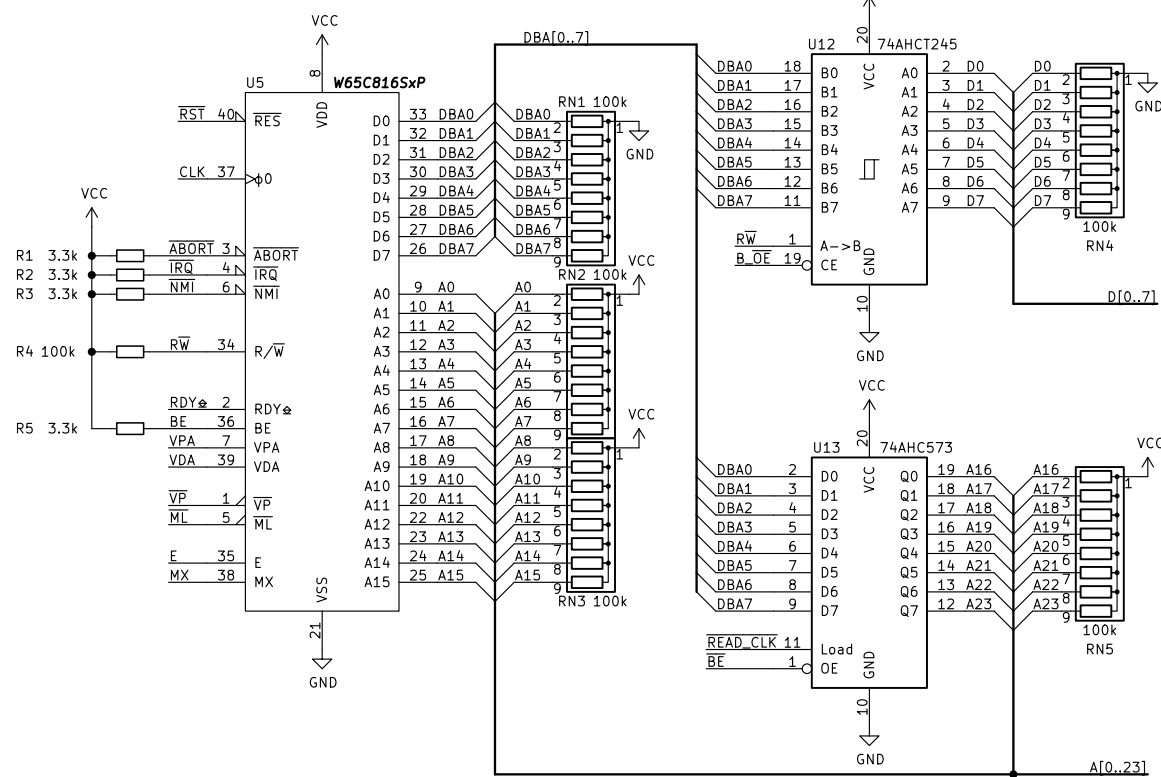 VCC
8
U5
W65C816SxP
VDD
RST 40 RES
CLK 37 ϕ0
VCC
R1 3.3k
ABORT 3 ABORT
R2 3.3k
IRQ 4 IRQ
R3 3.3k
NMI 6 NMI
R4 100k
RW 34 R/W
RDY 2 RDY
R5 3.3k
BE 36 BE
VPA 7 VPA
VDA 39 VDA
VP 1 VP
ML 5 ML
E 35 E
MX 38 MX
VSS
21
GND
D0 33 DBA0
D1 32 DBA1
D2 31 DBA2
D3 30 DBA3
D4 29 DBA4
D5 28 DBA5
D6 27 DBA6
D7 26 DBA7
A0 9 A0
A1 10 A1
A2 11 A2
A3 12 A3
A4 13 A4
A5 14 A5
A6 15 A6
A7 16 A7
A8 17 A8
A9 18 A9
A10 19 A10
A11 20 A11
A12 22 A12
A13 23 A13
A14 24 A14
A15 25 A15
DBA[0..7]
RN1 100k
DBA0 2 1
GND
DBA1 3
DBA2 4
DBA3 5
DBA4 6
DBA5 7
DBA6 8
DBA7 9
RN2 100k
VCC
A0 2 1
A1 3
A2 4
A3 5
A4 6
A5 7
A6 8
A7 9
VCC
A8 2 1
A9 3
A10 4
A11 5
A12 6
A13 7
A14 8
A15 9
RN3 100k
20
U12 74AHCT245
VCC
DBA0 18 B0 A0 2 D0
DBA1 17 B1 A1 3 D1
DBA2 16 B2 A2 4 D2
DBA3 15 B3 A3 5 D3
DBA4 14 B4 A4 6 D4
DBA5 13 B5 A5 7 D5
DBA6 12 B6 A6 8 D6
DBA7 11 B7 A7 9 D7
RW 1 A->B
B_OE 19 CE
GND
10
GND
D0 2 1
GND
D1 3
D2 4
D3 5
D4 6
D5 7
D6 8
D7 9
100k
RN4
D[0..7]
VCC
20
U13 74AHC573
VCC
DBA0 2 D0 Q0 19 A16
DBA1 3 D1 Q1 18 A17
DBA2 4 D2 Q2 17 A18
DBA3 5 D3 Q3 16 A19
DBA4 6 D4 Q4 15 A20
DBA5 7 D5 Q5 14 A21
DBA6 8 D6 Q6 13 A22
DBA7 9 D7 Q7 12 A23
READ_CLK 11 Load
BE 1 OE
GND
10
GND
VCC
A16 2 1
A17 3
A18 4
A19 5
A20 6
A21 7
A22 8
A23 9
100k
RN5
A[0..23]